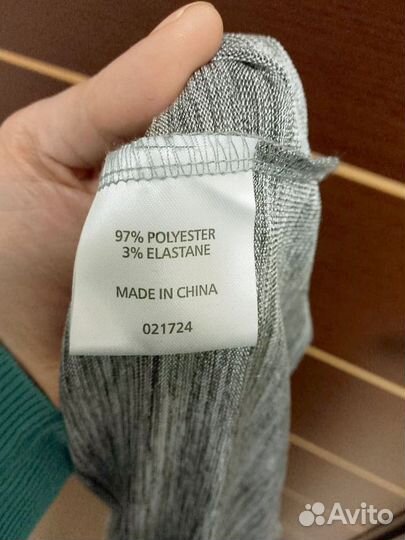 97% POLYESTER
3% ELASTANE
MADE IN CHINA
021724
Avito